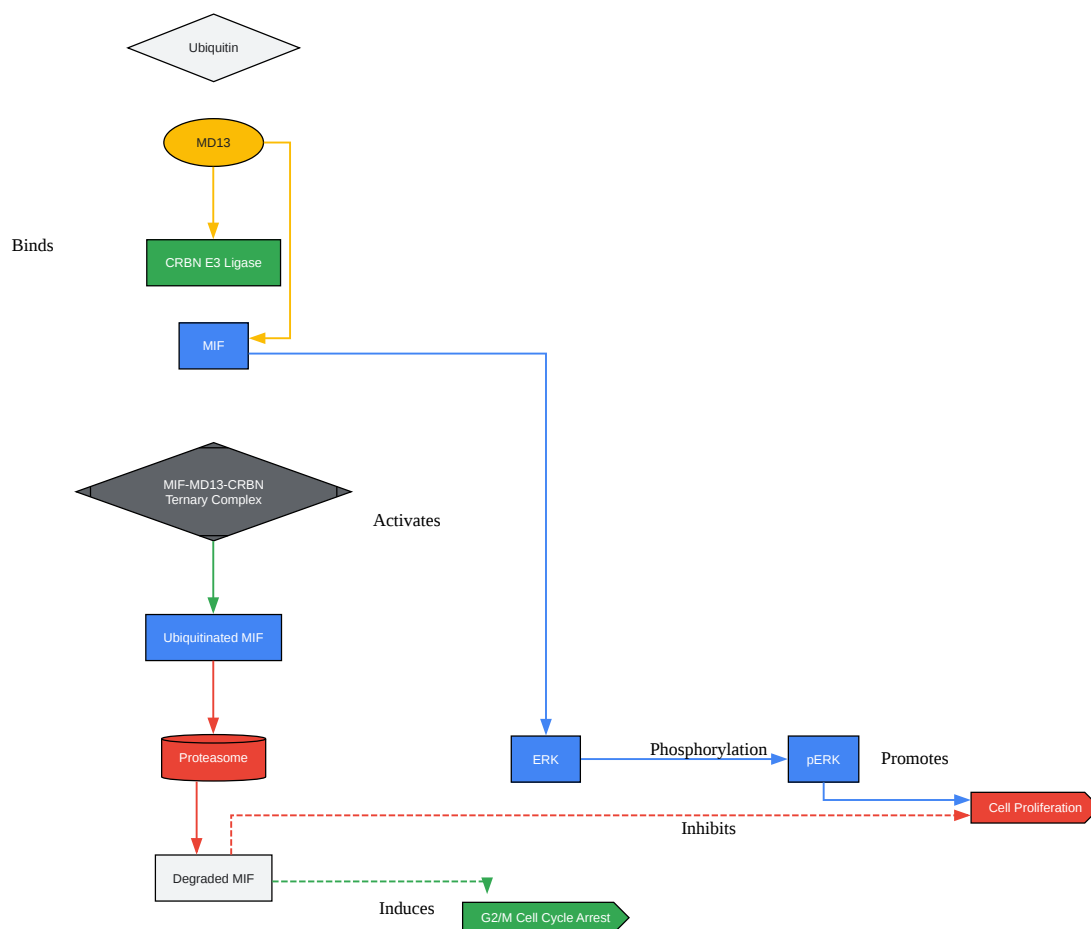 Ubiquitin
MD13
Binds
CRBN E3 Ligase
MIF
MIF-MD13-CRBN
Ternary Complex
Activates
Ubiquitinated MIF
Proteasome
ERK
Phosphorylation
pERK
Promotes
Cell Proliferation
Inhibits
Degraded MIF
Induces
G2/M Cell Cycle Arrest